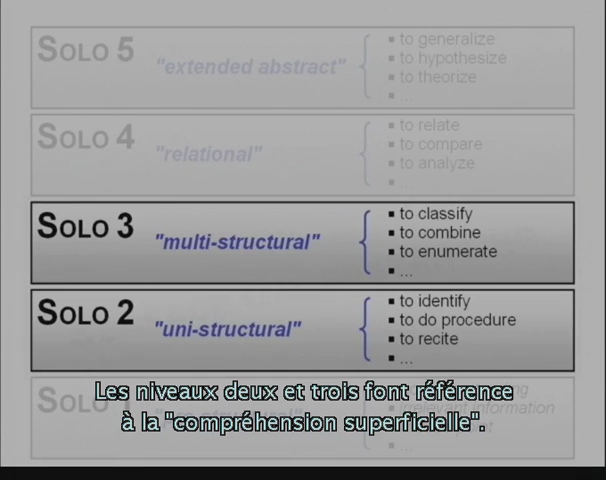 SOLO 5
"extended abstract"
▪ to generalize
▪ to hypothesize
▪ to theorize
▪ ...
SOLO 4
"relational"
▪ to relate
▪ to compare
▪ to analyze
▪ ...
SOLO 3
"multi-structural"
▪ to classify
▪ to combine
▪ to enumerate
▪ ...
SOLO 2
"uni-structural"
▪ to identify
▪ to do procedure
▪ to recite
▪ ...
SOLO
information
▪ ...
Les niveaux deux et trois font référence
à la "compréhension superficielle".